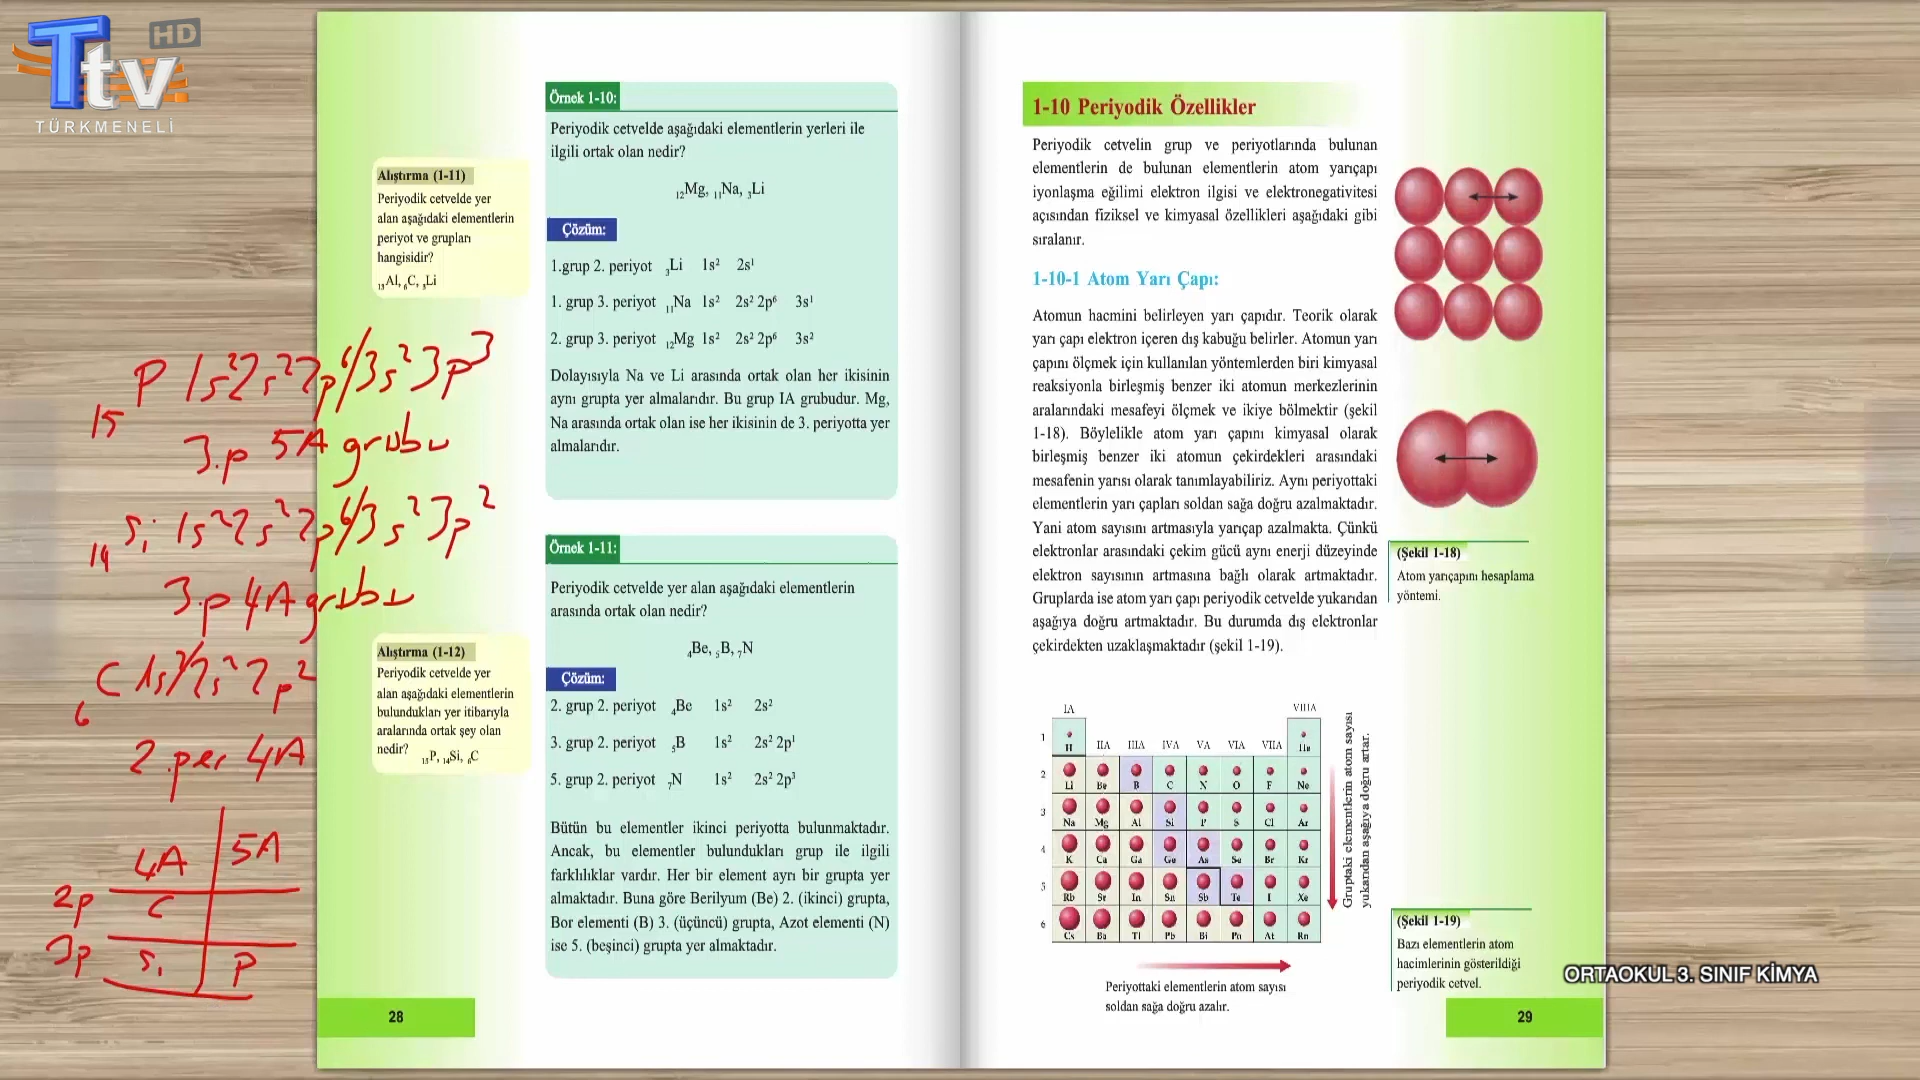 HD
Ttv
TÜRKMENELİ
Alıştırma (1-11)
Periyodik cetvelde yer
alan aşağıdaki elementlerin
periyot ve grupları
hangisidir?
₁₃Al, ₆C, ₃Li
₁₅P 1s²2s²2p⁶/3s²3p³
3.p 5A grubu
₁₄Si 1s²2s²2p⁶/3s²3p²
3.p 4A grubu
₆C 1s²/2s²2p²
2.per 4A
4A 5A
2p C
3p Si P
Alıştırma (1-12)
Periyodik cetvelde yer
alan aşağıdaki elementlerin
bulundukları yer itibarıyla
aralarında ortak şey olan
nedir?
₁₅P, ₁₄Si, ₆C
28
Örnek 1-10:
Periyodik cetvelde aşağıdaki elementlerin yerleri ile
ilgili ortak olan nedir?
₁₂Mg, ₁₁Na, ₃Li
Çözüm:
1.grup 2. periyot ₃Li 1s² 2s¹
1. grup 3. periyot ₁₁Na 1s² 2s² 2p⁶ 3s¹
2. grup 3. periyot ₁₂Mg 1s² 2s² 2p⁶ 3s²
Dolayısıyla Na ve Li arasında ortak olan her ikisinin
aynı grupta yer almalarıdır. Bu grup IA grubudur. Mg,
Na arasında ortak olan ise her ikisinin de 3. periyotta yer
almalarıdır.
Örnek 1-11:
Periyodik cetvelde yer alan aşağıdaki elementlerin
arasında ortak olan nedir?
₄Be, ₅B, ₇N
Çözüm:
2. grup 2. periyot ₄Be 1s² 2s²
3. grup 2. periyot ₅B 1s² 2s² 2p¹
5. grup 2. periyot ₇N 1s² 2s² 2p³
Bütün bu elementler ikinci periyotta bulunmaktadır.
Ancak, bu elementler bulundukları grup ile ilgili
farklılıklar vardır. Her bir element ayrı bir grupta yer
almaktadır. Buna göre Berilyum (Be) 2. (ikinci) grupta,
Bor elementi (B) 3. (üçüncü) grupta, Azot elementi (N)
ise 5. (beşinci) grupta yer almaktadır.
1-10 Periyodik Özellikler
Periyodik cetvelin grup ve periyotlarında bulunan
elementlerin de bulunan elementlerin atom yarıçapı
iyonlaşma eğilimi elektron ilgisi ve elektronegativitesi
açısından fiziksel ve kimyasal özellikleri aşağıdaki gibi
sıralanır.
1-10-1 Atom Yarı Çapı:
Atomun hacmini belirleyen yarı çapıdır. Teorik olarak
yarı çapı elektron içeren dış kabuğu belirler. Atomun yarı
çapını ölçmek için kullanılan yöntemlerden biri kimyasal
reaksiyonla birleşmiş benzer iki atomun merkezlerinin
aralarındaki mesafeyi ölçmek ve ikiye bölmektir (şekil
1-18). Böylelikle atom yarı çapını kimyasal olarak
birleşmiş benzer iki atomun çekirdekleri arasındaki
mesafenin yarısı olarak tanımlayabiliriz. Aynı periyottaki
elementlerin yarı çapları soldan sağa doğru azalmaktadır.
Yani atom sayısını artmasıyla yarıçap azalmakta. Çünkü
elektronlar arasındaki çekim gücü aynı enerji düzeyinde
elektron sayısının artmasına bağlı olarak artmaktadır.
Gruplarda ise atom yarı çapı periyodik cetvelde yukarıdan
aşağıya doğru artmaktadır. Bu durumda dış elektronlar
çekirdekten uzaklaşmaktadır (şekil 1-19).
(Şekil 1-18)
Atom yarıçapını hesaplama
yöntemi.
IA VIIIA
1 H IIA IIIA IVA VA VIA VIIA He
2 Li Be B C N O F Ne
3 Na Mg Al Si P S Cl Ar
4 K Ca Ga Ge As Se Br Kr
5 Rb Sr In Sn Sb Te I Xe
6 Cs Ba Tl Pb Bi Po At Rn
Gruptaki elementlerin atom sayısı
yukarıdan aşağıya doğru artar.
Periyottaki elementlerin atom sayısı
soldan sağa doğru azalır.
(Şekil 1-19)
Bazı elementlerin atom
hacimlerinin gösterildiği
periyodik cetvel.
ORTAOKUL 3. SINIF KİMYA
29